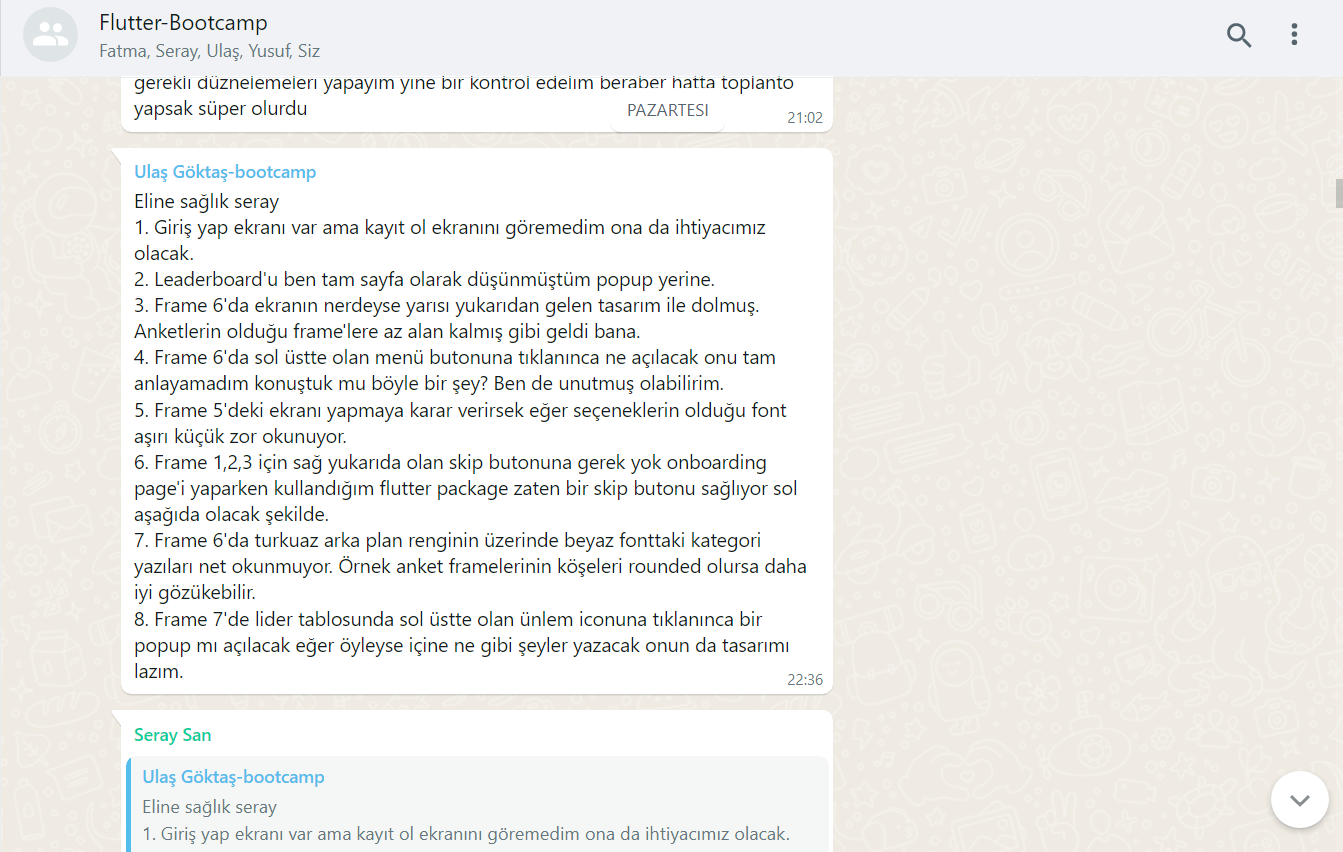 Flutter-Bootcamp
Fatma, Seray, Ulaş, Yusuf, Siz
gerekli düznelemeleri yapayım yine bir kontrol edelim beraber hatta toplanto
yapsak süper olurdu
PAZARTESI
21:02
Ulaş Göktaş-bootcamp
Eline sağlık seray
1. Giriş yap ekranı var ama kayıt ol ekranını göremedim ona da ihtiyacımız
olacak.
2. Leaderboard'u ben tam sayfa olarak düşünmüştüm popup yerine.
3. Frame 6'da ekranın nerdeyse yarısı yukarıdan gelen tasarım ile dolmuş.
Anketlerin olduğu frame'lere az alan kalmış gibi geldi bana.
4. Frame 6'da sol üstte olan menü butonuna tıklanınca ne açılacak onu tam
anlayamadım konuştuk mu böyle bir şey? Ben de unutmuş olabilirim.
5. Frame 5'deki ekranı yapmaya karar verirsek eğer seçeneklerin olduğu font
aşırı küçük zor okunuyor.
6. Frame 1,2,3 için sağ yukarıda olan skip butonuna gerek yok onboarding
page'i yaparken kullandığım flutter package zaten bir skip butonu sağlıyor sol
aşağıda olacak şekilde.
7. Frame 6'da turkuaz arka plan renginin üzerinde beyaz fonttaki kategori
yazıları net okunmuyor. Örnek anket framelerinin köşeleri rounded olursa daha
iyi gözükebilir.
8. Frame 7'de lider tablosunda sol üstte olan ünlem iconuna tıklanınca bir
popup mı açılacak eğer öyleyse içine ne gibi şeyler yazacak onun da tasarımı
lazım.
22:36
Seray San
Ulaş Göktaş-bootcamp
Eline sağlık seray
1. Giriş yap ekranı var ama kayıt ol ekranını göremedim ona da ihtiyacımız olacak.